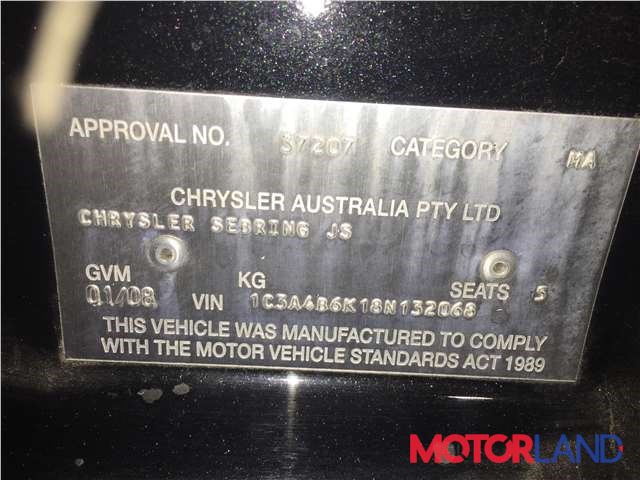 APPROVAL NO. 37207 CATEGORY MA
CHRYSLER AUSTRALIA PTY LTD
CHRYSLER SEBRING JS
GVM KG SEATS 5
01/08 VIN 1C3A4B6K18N132068
THIS VEHICLE WAS MANUFACTURED TO COMPLY
WITH THE MOTOR VEHICLE STANDARDS ACT 1989
MOTORLAND